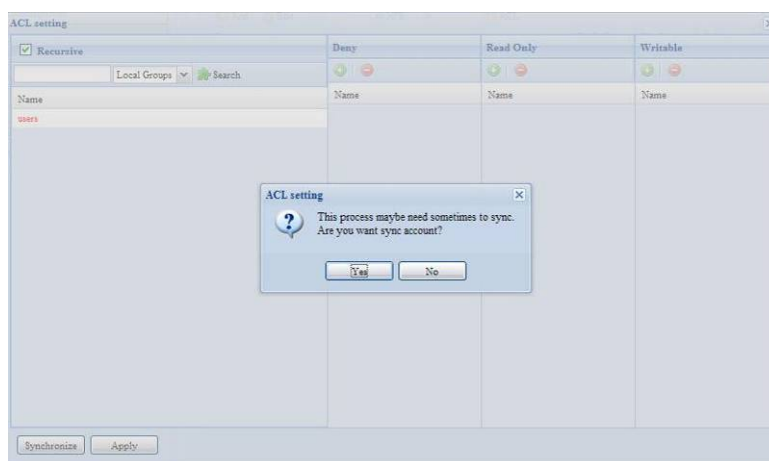 ACL setting
Recursive
Deny
Read Only
Writable
Local Groups
Search
Name
Name
Name
Name
users
ACL setting
This process maybe need sometimes to sync.
Are you want sync account?
Yes
No
Synchronize
Apply